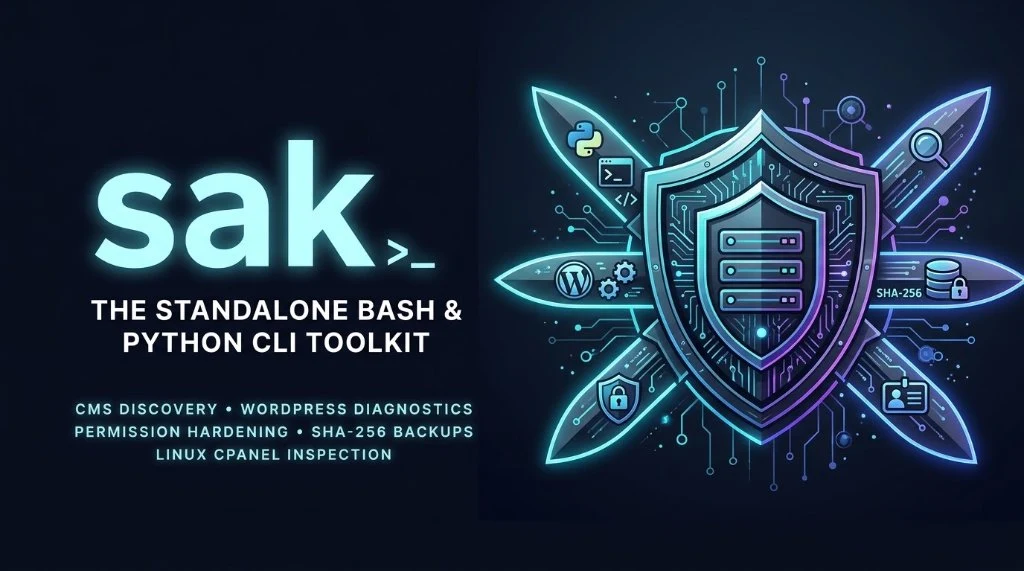 sak >_
THE STANDALONE BASH &
PYTHON CLI TOOLKIT
CMS DISCOVERY • WORDPRESS DIAGNOSTICS
PERMISSION HARDENING • SHA-256 BACKUPS
LINUX CPANEL INSPECTION
>_
</>
SHA-256